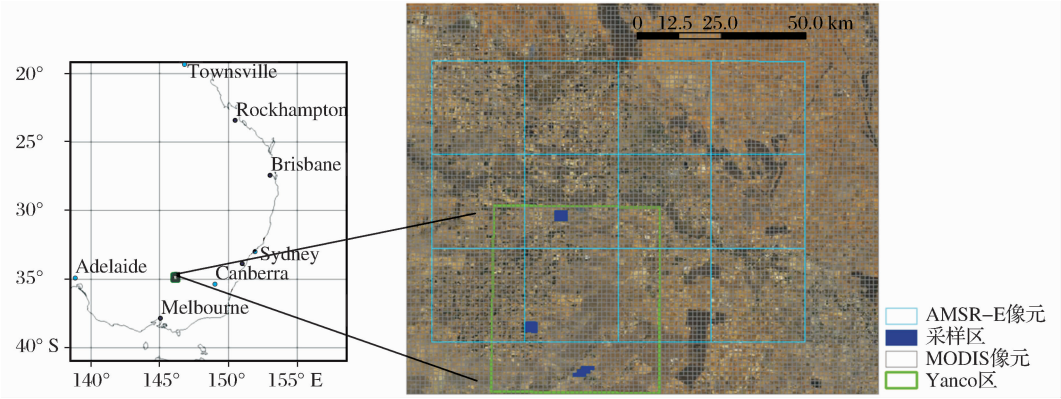 0 12.5 25.0 50.0 km
20°
25°
30°
35°
40° S
140° 145° 150° 155° E
Townsville
Rockhampton
Brisbane
Sydney
Canberra
Adelaide
Melbourne
AMSR-E像元
采样区
MODIS像元
Yanco区